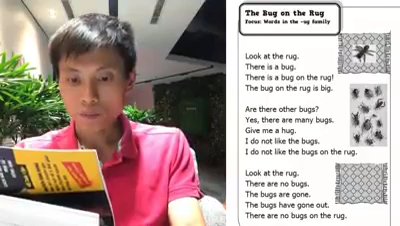 The Bug on the Rug
Focus: Words in the -ug family
Look at the rug.
There is a bug.
There is a bug on the rug!
The bug on the rug is big.
Are there other bugs?
Yes, there are many bugs.
Give me a hug.
I do not like the bugs.
I do not like the bugs on the rug.
Look at the rug.
There are no bugs.
The bugs are gone.
The bugs have gone out.
There are no bugs on the rug.